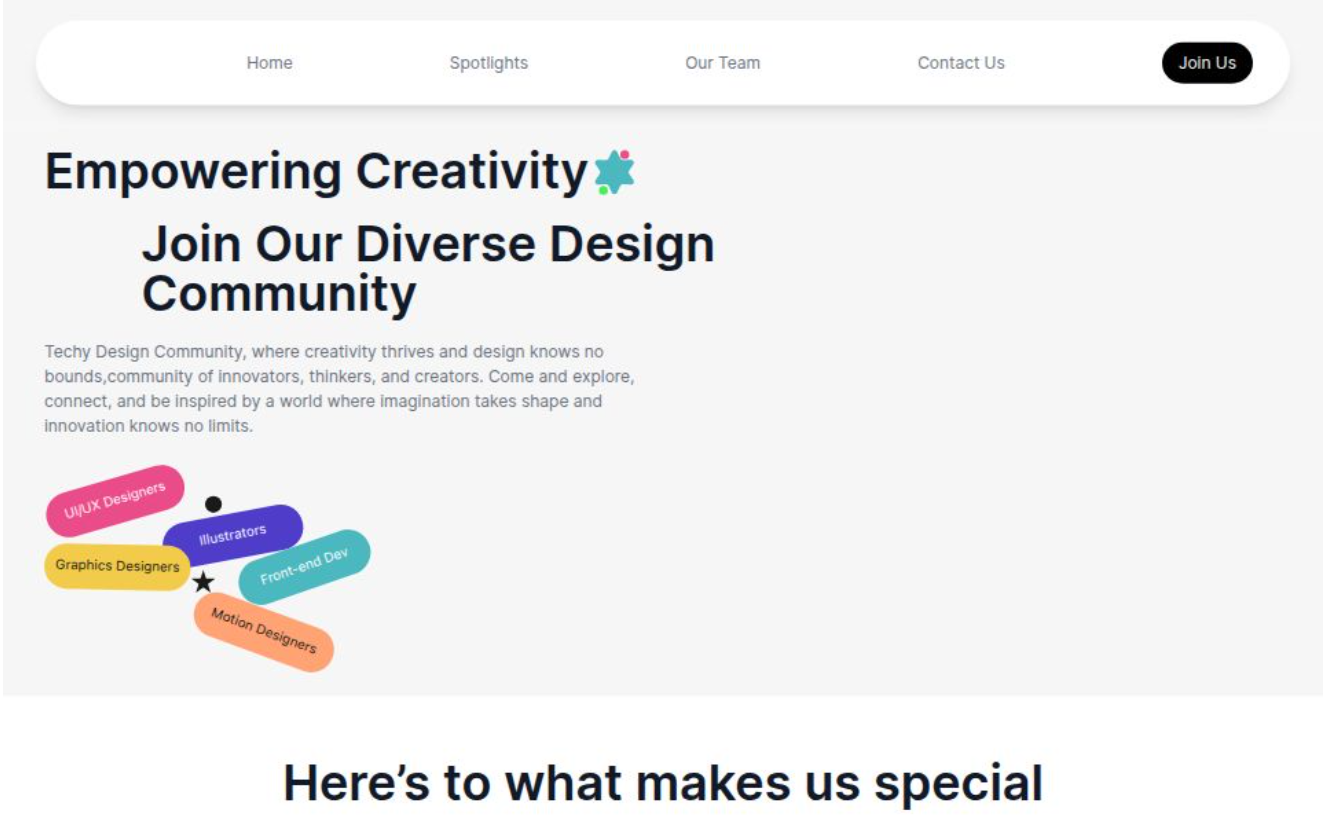 Home Spotlights Our Team Contact Us Join Us
Empowering Creativity
Join Our Diverse Design
Community
Techy Design Community, where creativity thrives and design knows no
bounds,community of innovators, thinkers, and creators. Come and explore,
connect, and be inspired by a world where imagination takes shape and
innovation knows no limits.
UI/UX Designers
Illustrators
Graphics Designers
Front-end Dev
Motion Designers
Here’s to what makes us special